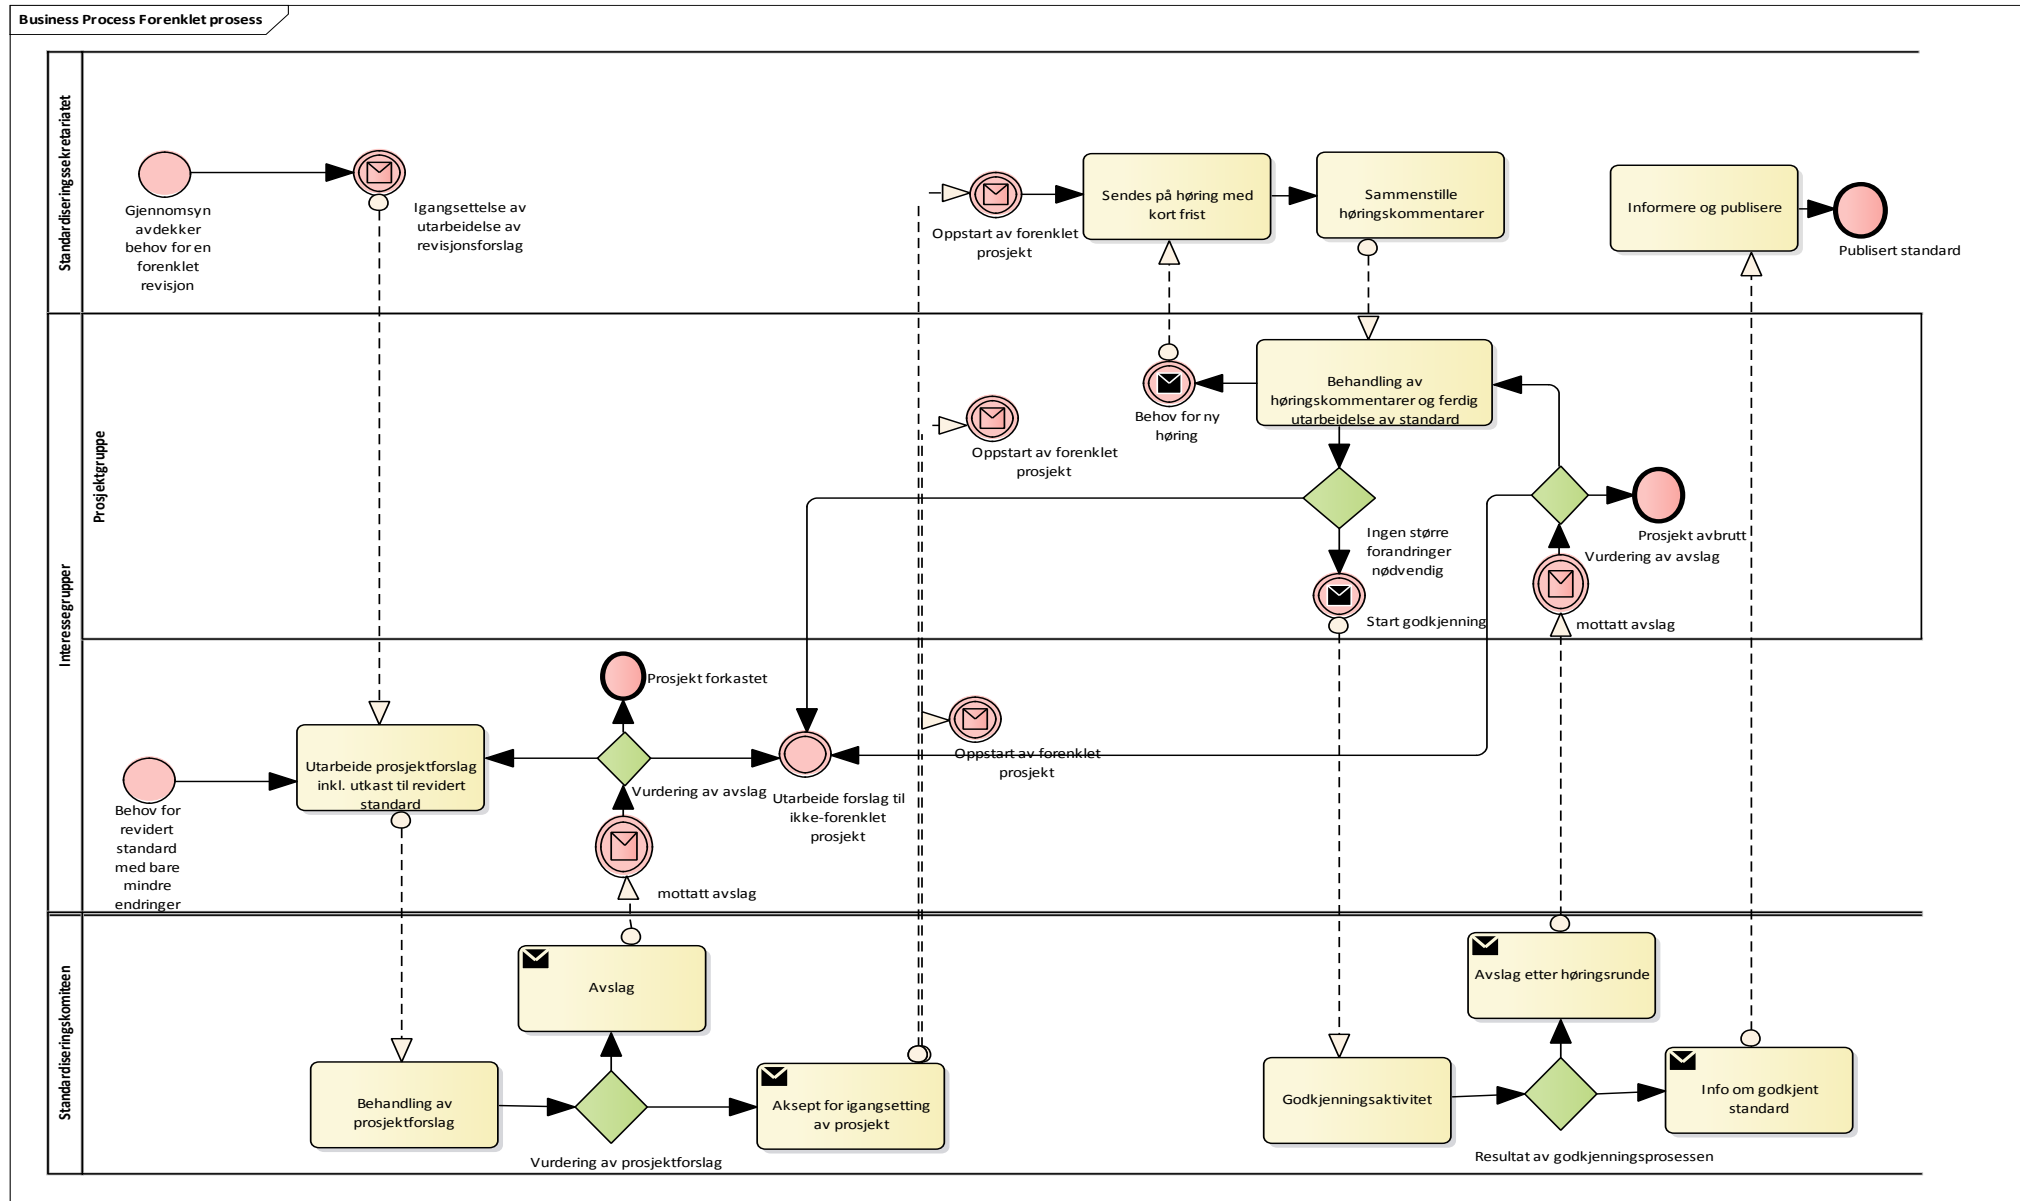 Business Process Forenklet prosess
Standardiseringssekretariatet
Gjennomsyn
avdekker
behov for en
forenklet
revisjon
Igangsettelse av
utarbeidelse av
revisjonsforslag
Oppstart av forenklet
prosjekt
Sendes på høring med
kort frist
Sammenstille
høringskommentarer
Informere og publisere
Publisert standard
Interessegrupper
Prosjektgruppe
Oppstart av forenklet
prosjekt
Behov for ny
høring
Behandling av
høringskommentarer og ferdig
utarbeidelse av standard
Ingen større
forandringer
nødvendig
Start godkjenning
Prosjekt avbrutt
Vurdering av avslag
mottatt avslag
Behov for
revidert
standard
med bare
mindre
endringer
Utarbeide prosjektforslag
inkl. utkast til revidert
standard
Prosjekt forkastet
Vurdering av avslag
mottatt avslag
Utarbeide forslag til
ikke-forenklet
prosjekt
Oppstart av forenklet
prosjekt
Standardiseringskomiteen
Behandling av
prosjektforslag
Avslag
Vurdering av prosjektforslag
Aksept for igangsetting
av prosjekt
Godkjenningsaktivitet
Avslag etter høringsrunde
Resultat av godkjenningsprosessen
Info om godkjent
standard